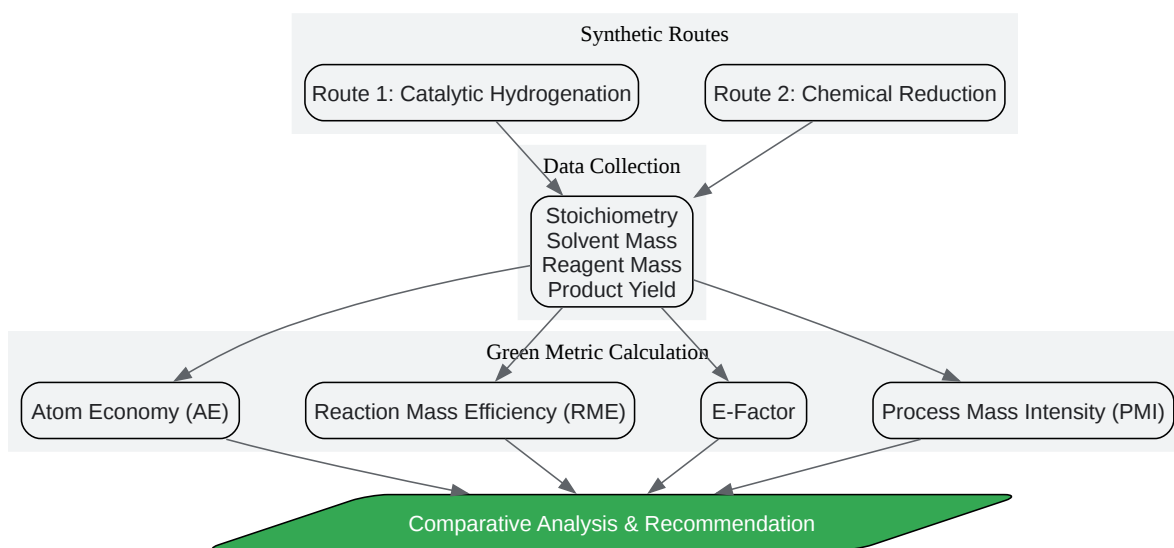 Synthetic Routes
Route 1: Catalytic Hydrogenation
Route 2: Chemical Reduction
Data Collection
Stoichiometry
Solvent Mass
Reagent Mass
Product Yield
Green Metric Calculation
Atom Economy (AE)
Reaction Mass Efficiency (RME)
E-Factor
Process Mass Intensity (PMI)
Comparative Analysis & Recommendation